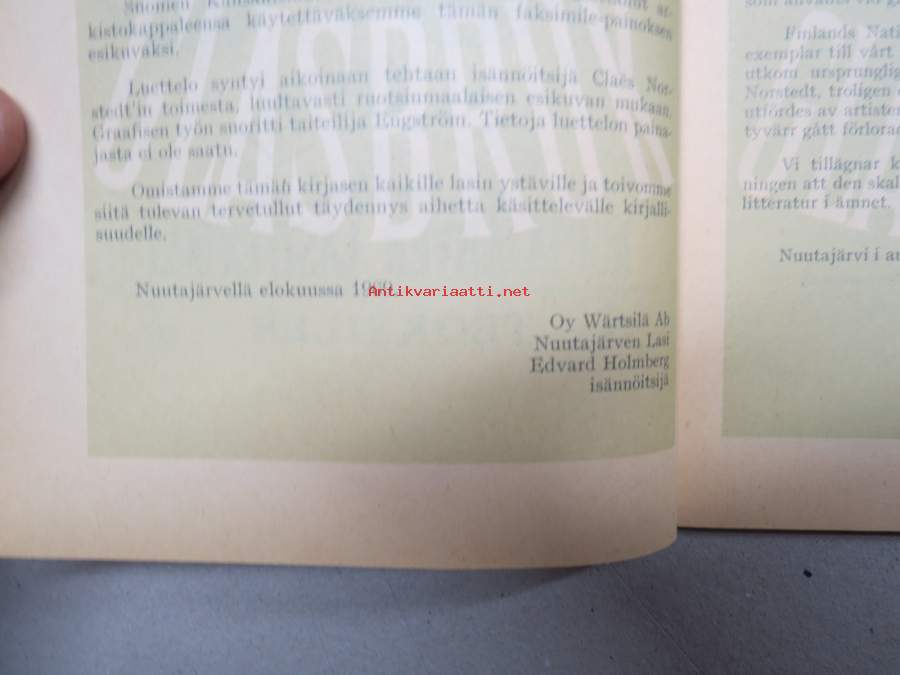 Suomen
kistokappaleensa käytettäväksemme tämän faksimile-painoksen
esikuvaksi.
Luettelo syntyi aikoinaan tehtaan isännöitsijä Claës Nor-
stedt'in toimesta, luultavasti ruotsinmaalaisen esikuvan mukaan.
Graafisen työn suoritti taiteilija Engström. Tietoja luettelon paina-
jasta ei ole saatu.
Omistamme tämän kirjasen kaikille lasin ystäville ja toivomme
siitä tulevan tervetullut täydennys aihetta käsittelevälle kirjalli-
suudelle.
Nuutajärvellä elokuussa
Antikvariaatti.net
Oy Wärtsilä Ab
Nuutajärven Lasi
Edvard Holmberg
isännöitsijä
Finlands Nati
exemplar till vårt
utkom ursprunglig
Norstedt, troligen
utfördes av artisten
tyvärr gått förlorad
Vi tillägnar k
ningen att den skal
litteratur i ämnet.
Nuutajärvi i au